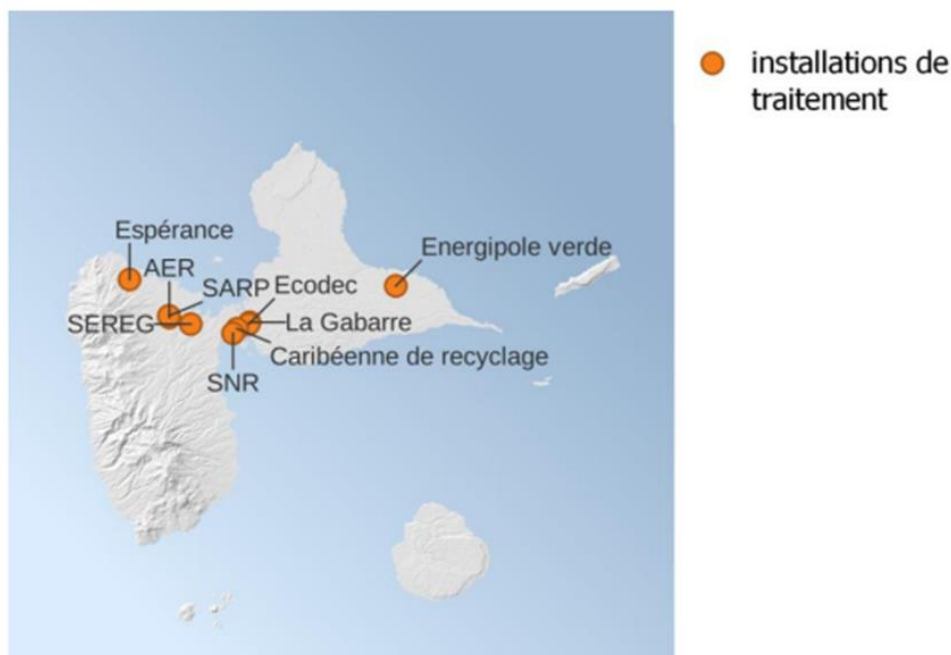 installations de
traitement
Espérance
AER
SARP
Ecodec
Energipole verde
SEREG
La Gabarre
Caribéenne de recyclage
SNR